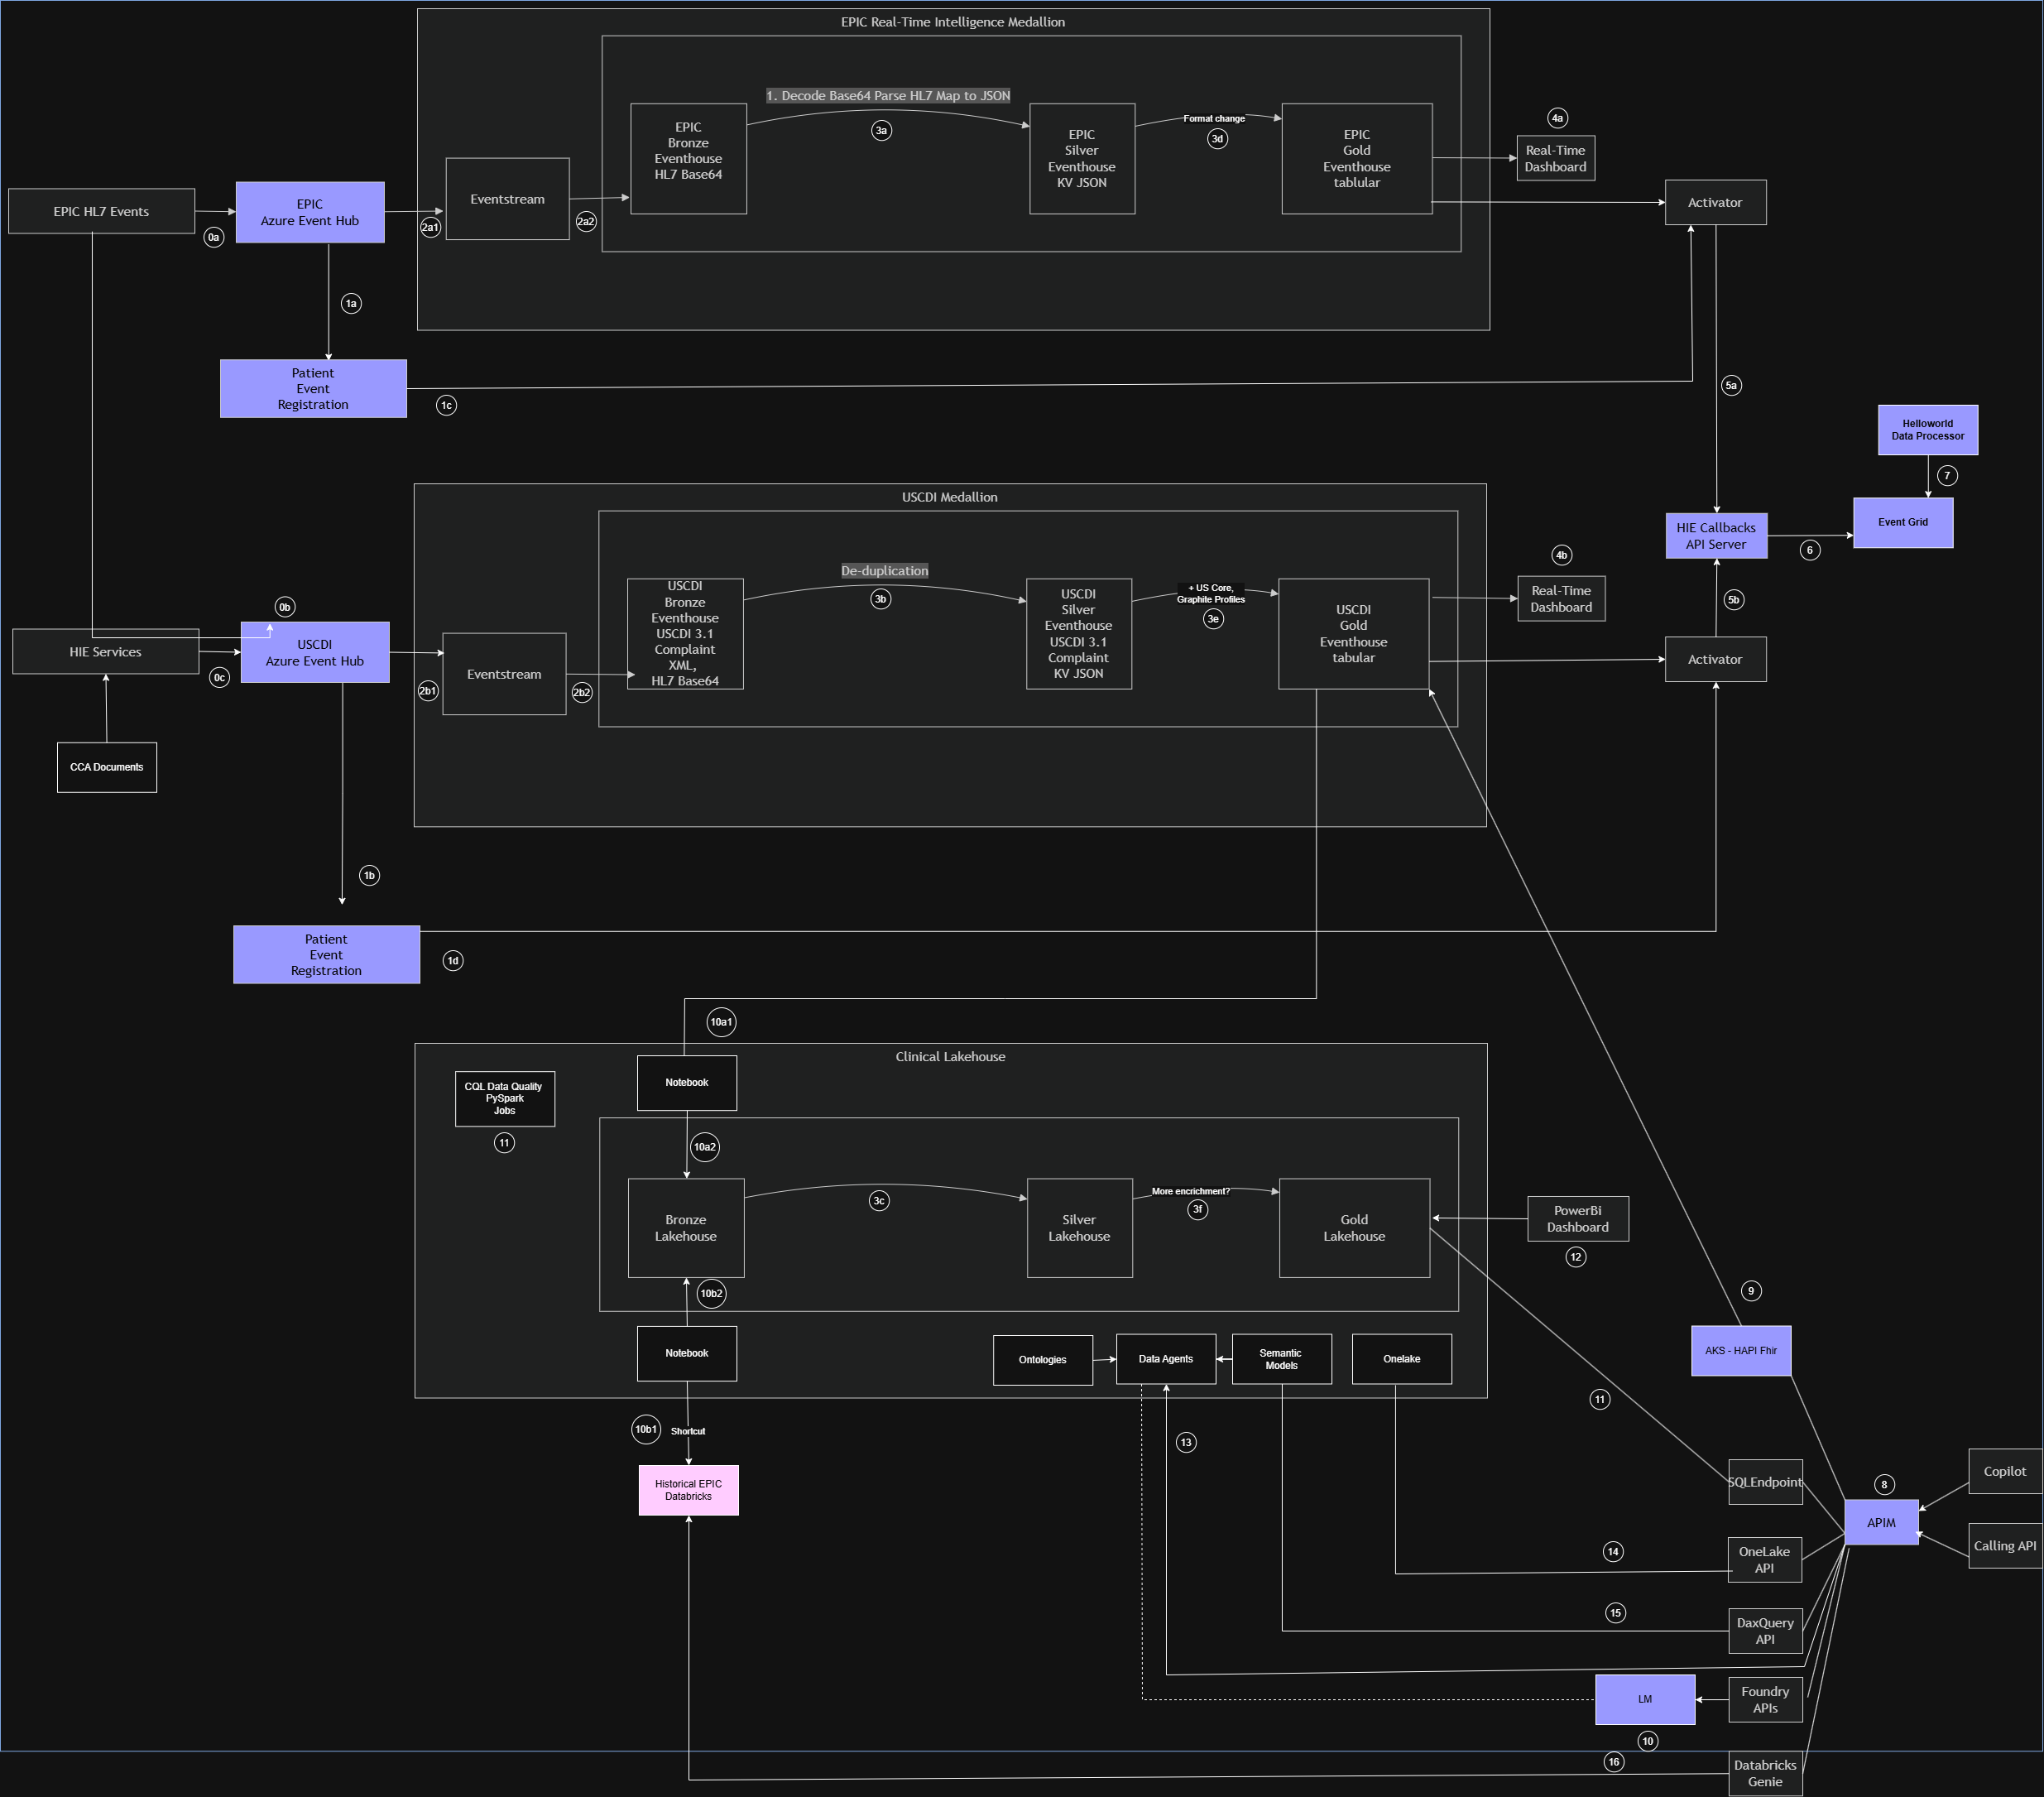 EPIC Real-Time Intelligence Medallion
1. Decode Base64 Parse HL7 Map to JSON
3a
EPIC
Bronze
Eventhouse
HL7 Base64
EPIC
Silver
Eventhouse
KV JSON
Format change
3d
EPIC
Gold
Eventhouse
tablular
4a
Real-Time
Dashboard
Activator
EPIC HL7 Events
0a
EPIC
Azure Event Hub
2a1
Eventstream
2a2
1a
Patient
Event
Registration
1c
5a
Helloworld
Data Processor
7
USCDI Medallion
HIE Callbacks
API Server
6
Event Grid
De-duplication
3b
USCDI
Bronze
Eventhouse
USCDI 3.1
Complaint
XML,
HL7 Base64
USCDI
Silver
Eventhouse
USCDI 3.1
Complaint
KV JSON
+ US Core,
Graphite Profiles
3e
USCDI
Gold
Eventhouse
tabular
4b
Real-Time
Dashboard
5b
Activator
0b
HIE Services
0c
USCDI
Azure Event Hub
2b1
Eventstream
2b2
CCA Documents
1b
Patient
Event
Registration
1d
10a1
Clinical Lakehouse
CQL Data Quality
PySpark
Jobs
11
Notebook
10a2
Bronze
Lakehouse
3c
Silver
Lakehouse
More encrichment?
3f
Gold
Lakehouse
PowerBi
Dashboard
12
10b2
Notebook
Ontologies
Data Agents
Semantic
Models
Onelake
9
AKS - HAPI Fhir
11
10b1
Shortcut
13
Historical EPIC
Databricks
SQLEndpoint
8
APIM
Copilot
Calling API
14
OneLake
API
15
DaxQuery
API
LM
10
Foundry
APIs
16
Databricks
Genie